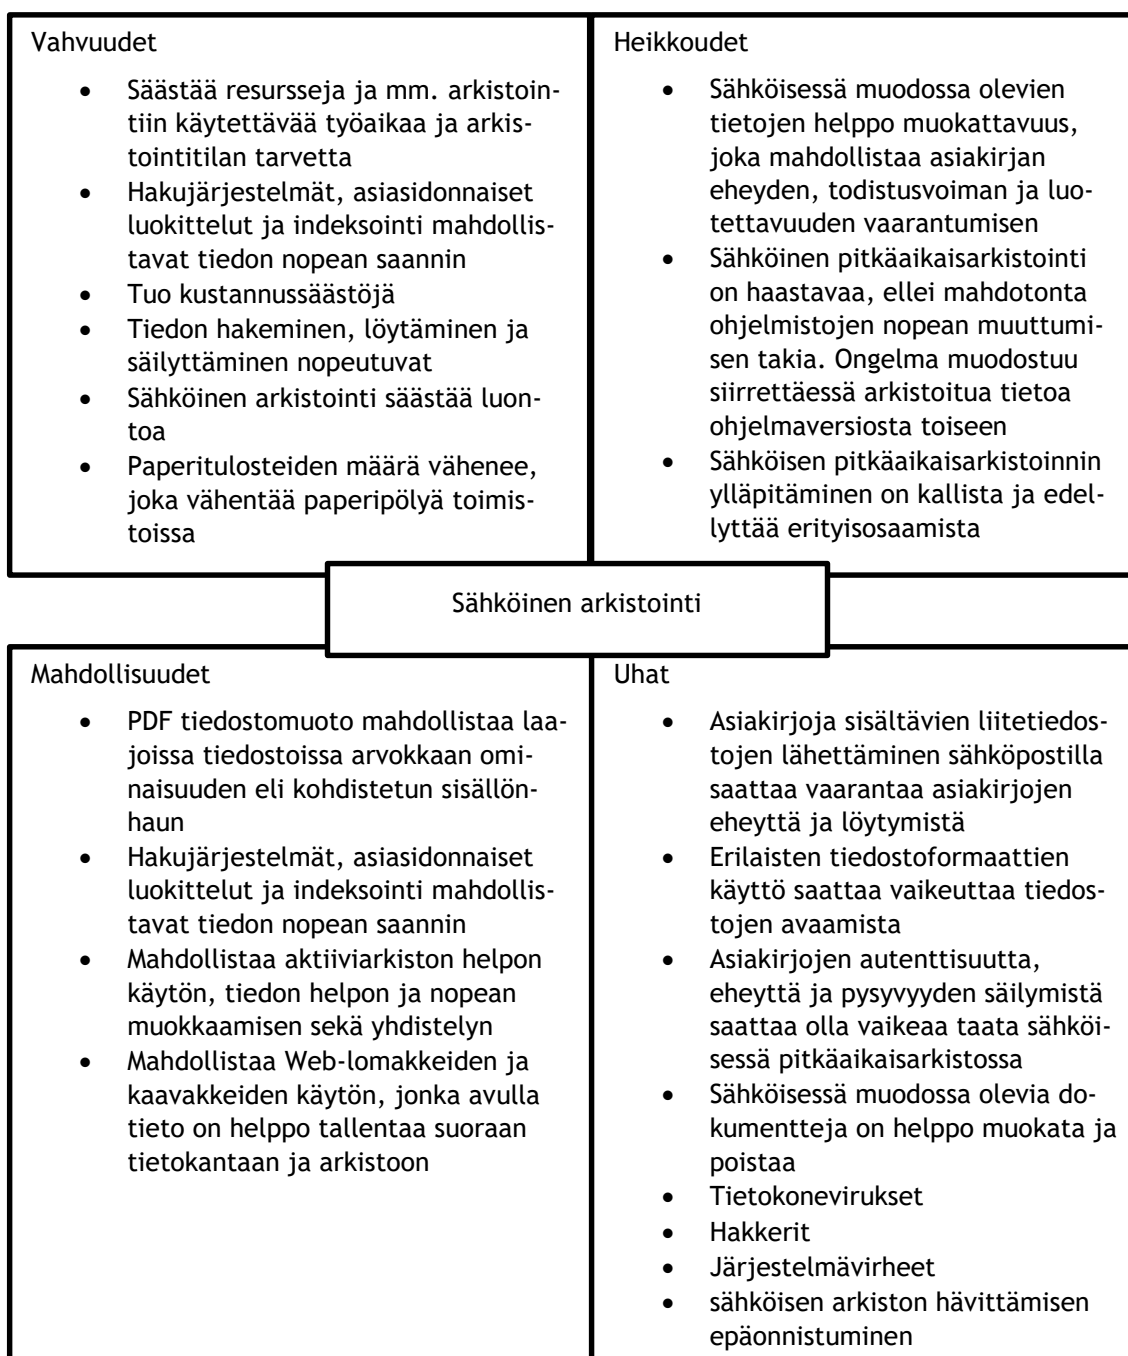 Vahvuudet
• Säästää resursseja ja mm. arkistoin-
tiin käytettävää työaikaa ja arkis-
tointitilan tarvetta
• Hakujärjestelmät, asiasidonnaiset
luokittelut ja indeksointi mahdollis-
tavat tiedon nopean saannin
• Tuo kustannussäästöjä
• Tiedon hakeminen, löytäminen ja
säilyttäminen nopeutuvat
• Sähköinen arkistointi säästää luon-
toa
• Paperitulosteiden määrä vähenee,
joka vähentää paperipölyä toimis-
toissa
Heikkoudet
• Sähköisessä muodossa olevien
tietojen helppo muokattavuus,
joka mahdollistaa asiakirjan
eheyden, todistusvoiman ja luo-
tettavuuden vaarantumisen
• Sähköinen pitkäaikaisarkistointi
on haastavaa, ellei mahdotonta
ohjelmistojen nopean muuttumi-
sen takia. Ongelma muodostuu
siirrettäessä arkistoitua tietoa
ohjelmaversiosta toiseen
• Sähköisen pitkäaikaisarkistoinnin
ylläpitäminen on kallista ja edel-
lyttää erityisosaamista
Sähköinen arkistointi
Mahdollisuudet
• PDF tiedostomuoto mahdollistaa laa-
joissa tiedostoissa arvokkaan omi-
naisuuden eli kohdistetun sisällön-
haun
• Hakujärjestelmät, asiasidonnaiset
luokittelut ja indeksointi mahdollis-
tavat tiedon nopean saannin
• Mahdollistaa aktiiviarkiston helpon
käytön, tiedon helpon ja nopean
muokkaamisen sekä yhdistelyn
• Mahdollistaa Web-lomakkeiden ja
kaavakkeiden käytön, jonka avulla
tieto on helppo tallentaa suoraan
tietokantaan ja arkistoon
Uhat
• Asiakirjoja sisältävien liitetiedos-
tojen lähettäminen sähköpostilla
saattaa vaarantaa asiakirjojen
eheyttä ja löytymistä
• Erilaisten tiedostoformaattien
käyttö saattaa vaikeuttaa tiedos-
tojen avaamista
• Asiakirjojen autenttisuutta,
eheyttä ja pysyvyyden säilymistä
saattaa olla vaikeaa taata sähköi-
sessä pitkäaikaisarkistossa
• Sähköisessä muodossa olevia do-
kumentteja on helppo muokata ja
poistaa
• Tietokonevirukset
• Hakkerit
• Järjestelmävirheet
• sähköisen arkiston hävittämisen
epäonnistuminen